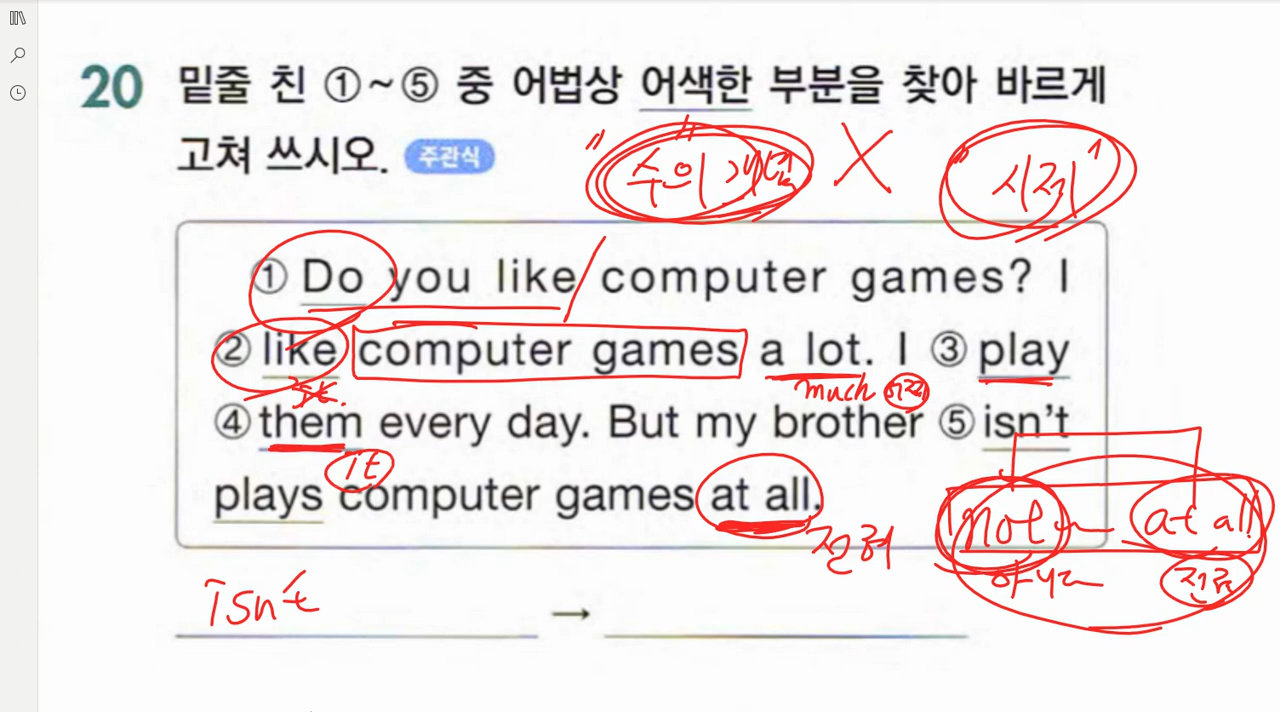 20 밑줄 친 ①~⑤ 중 어법상 어색한 부분을 찾아 바르게
고쳐 쓰시오. 주관식
수의 개념 X 시제
① Do you like computer games? I
② like computer games a lot. I ③ play
much
④ them every day. But my brother ⑤ isn't
it
plays computer games at all.
not at all
전혀
전혀
isn't →